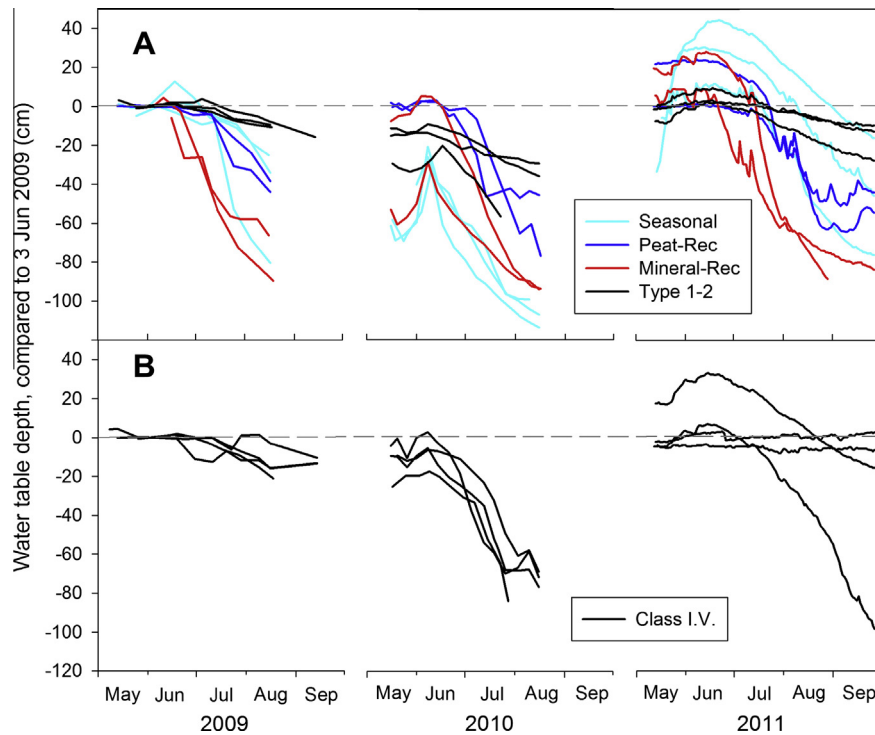 Water table depth, compared to 3 Jun 2009 (cm)
A
40
20
0
-20
-40
-60
-80
-100
Seasonal
Peat-Rec
Mineral-Rec
Type 1-2
B
40
20
0
-20
-40
-60
-80
-100
-120
Class I.V.
May Jun Jul Aug Sep May Jun Jul Aug Sep May Jun Jul Aug Sep
2009 2010 2011